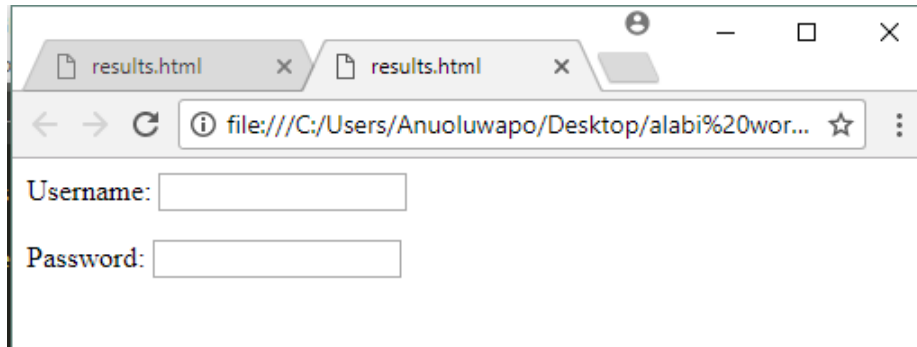 results.html results.html
file:///C:/Users/Anuoluwapo/Desktop/alabi%20wor...
Username:
Password: